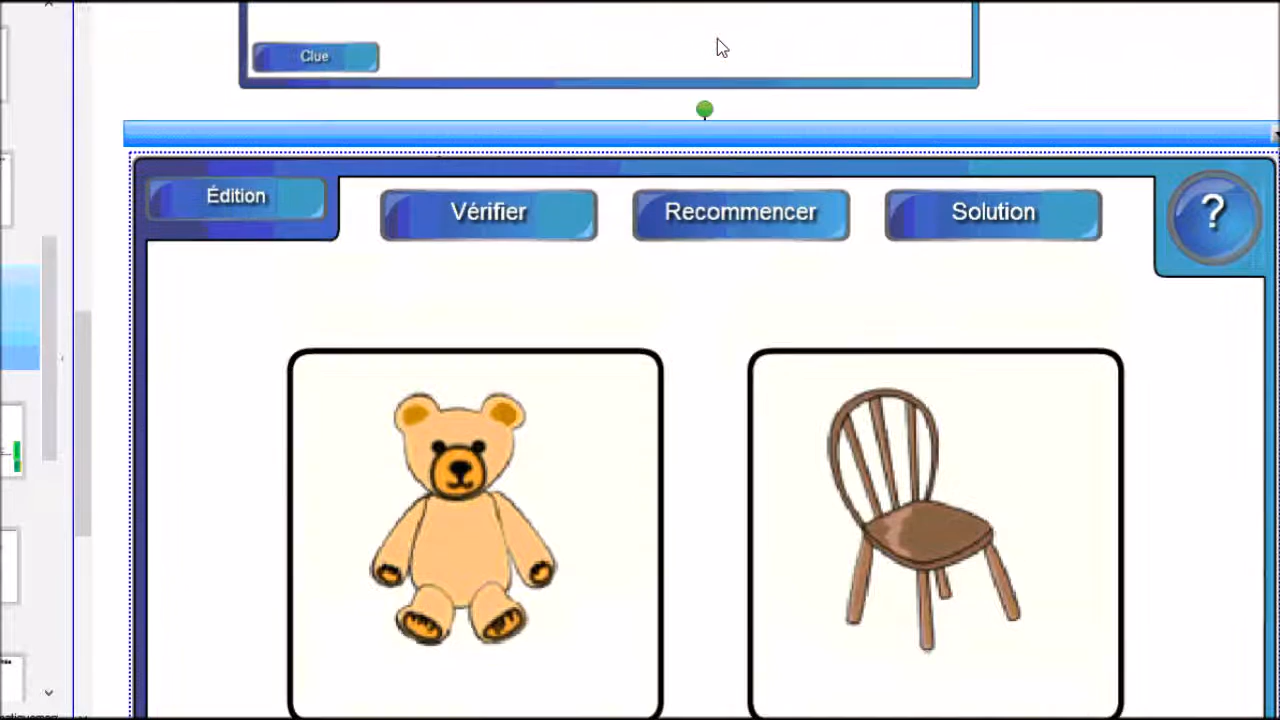 Clue
Édition
Vérifier
Recommencer
Solution
?